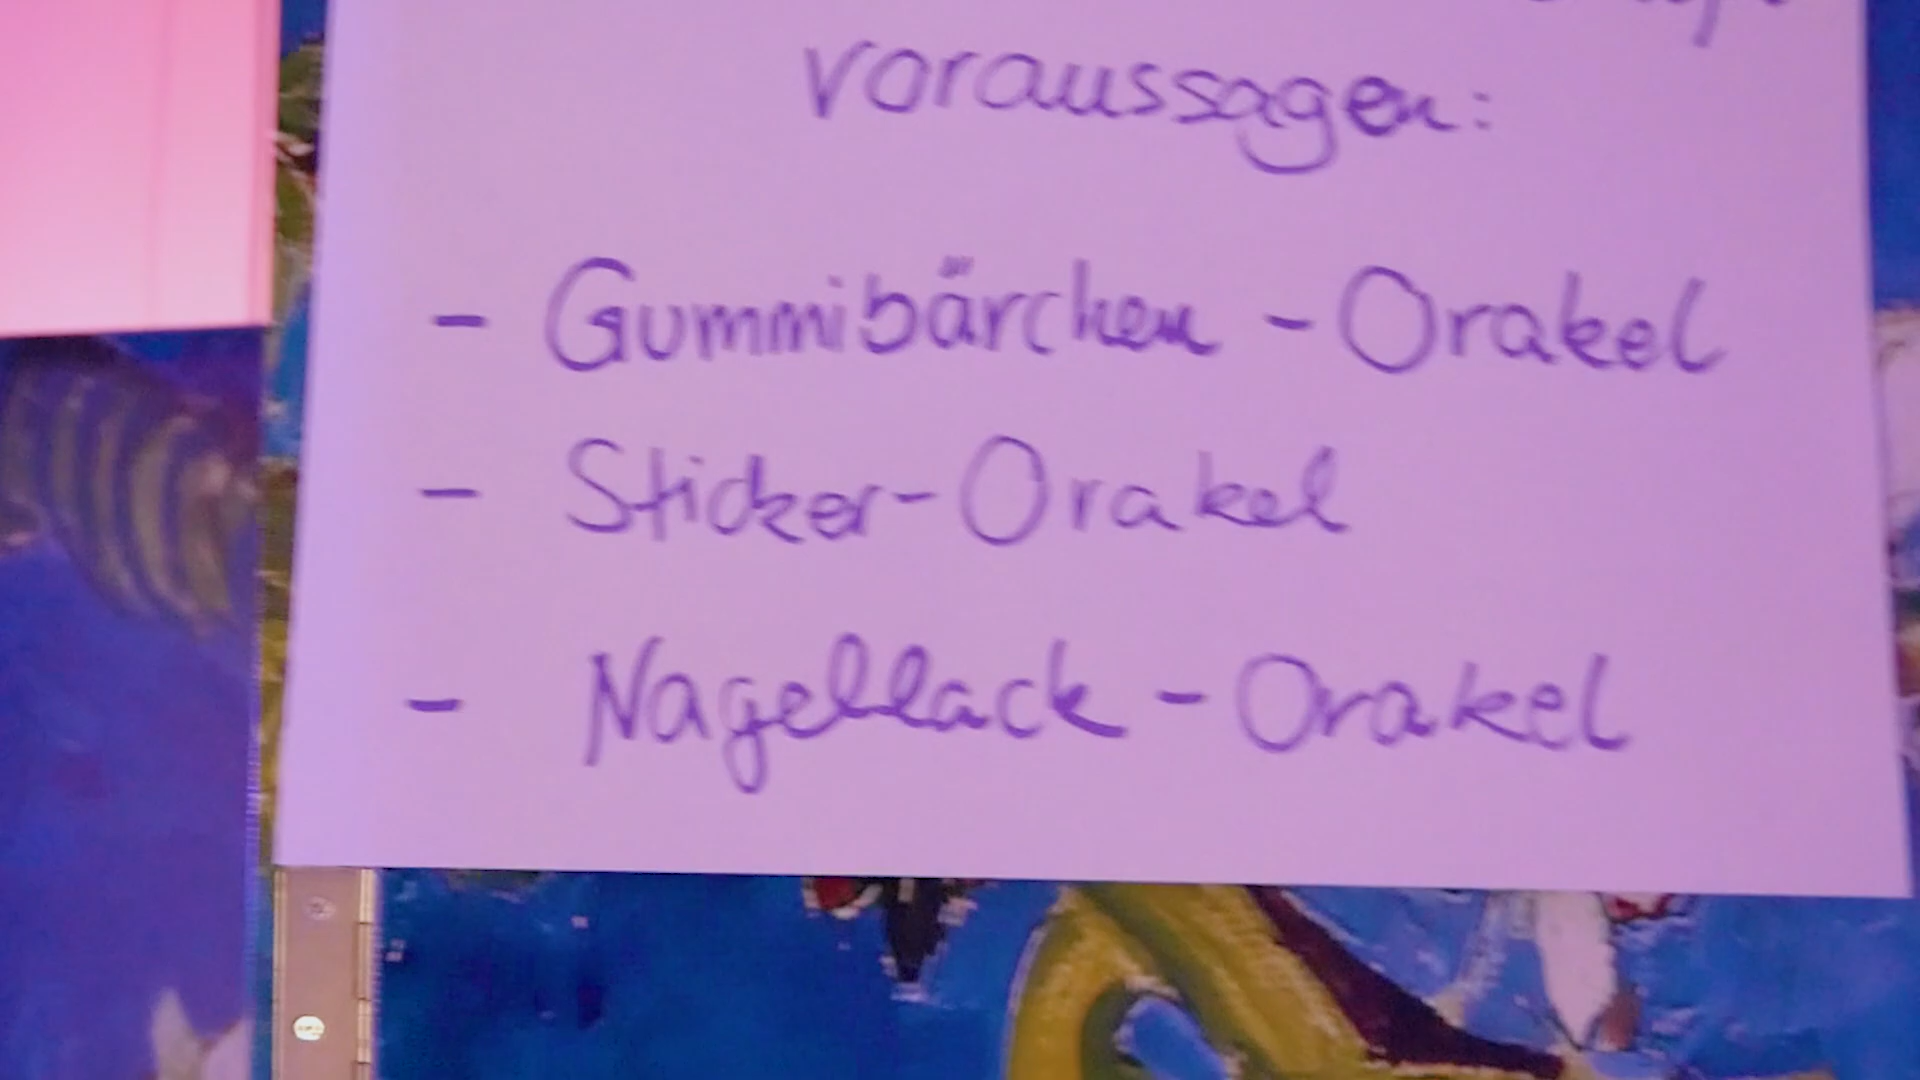 voraussagen:
- Gummibärchen - Orakel
- Sticker-Orakel
- Nagellack - Orakel